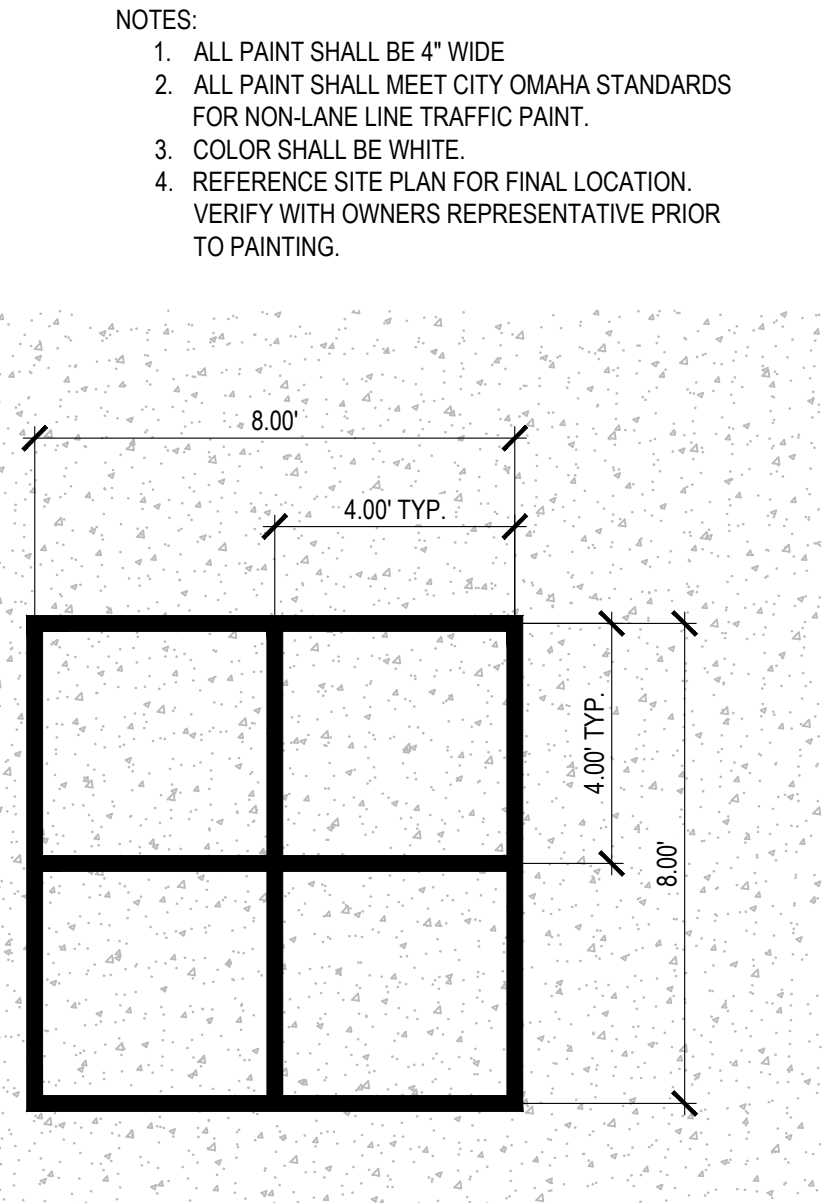 NOTES:
1. ALL PAINT SHALL BE 4" WIDE
2. ALL PAINT SHALL MEET CITY OMAHA STANDARDS
FOR NON-LANE LINE TRAFFIC PAINT.
3. COLOR SHALL BE WHITE.
4. REFERENCE SITE PLAN FOR FINAL LOCATION.
VERIFY WITH OWNERS REPRESENTATIVE PRIOR
TO PAINTING.
8.00'
4.00' TYP.
4.00' TYP.
8.00'